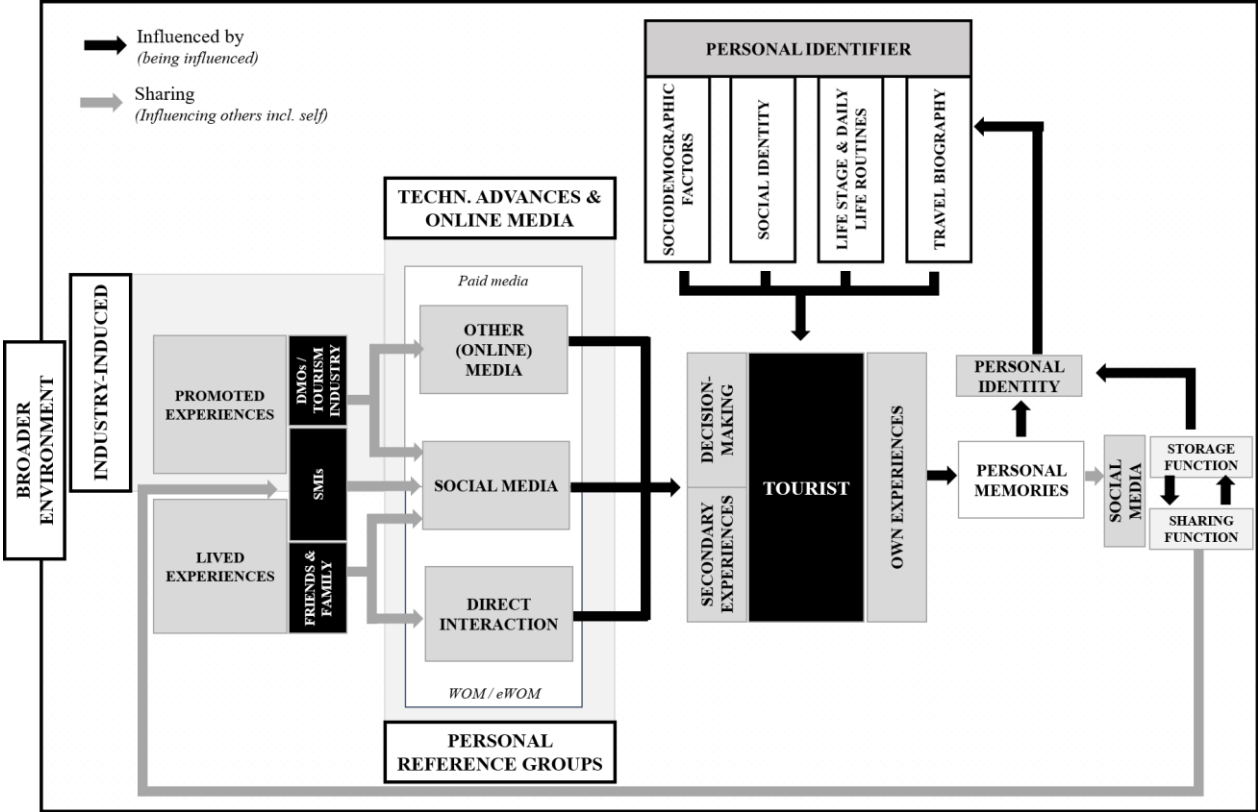 Influenced by
(being influenced)
Sharing
(Influencing others incl. self)
PERSONAL IDENTIFIER
SOCIODEMOGRAPHIC
FACTORS
SOCIAL IDENTITY
LIFE STAGE & DAILY
LIFE ROUTINES
TRAVEL BIOGRAPHY
TECHN. ADVANCES &
ONLINE MEDIA
BROADER
ENVIRONMENT
INDUSTRY-INDUCED
PROMOTED
EXPERIENCES
LIVED
EXPERIENCES
DMOs /
TOURISM
INDUSTRY
SMIs
FRIENDS &
FAMILY
Paid media
OTHER
(ONLINE)
MEDIA
SOCIAL MEDIA
DIRECT
INTERACTION
WOM / eWOM
PERSONAL
REFERENCE GROUPS
DECISION-
MAKING
SECONDARY
EXPERIENCES
TOURIST
OWN EXPERIENCES
PERSONAL
IDENTITY
PERSONAL
MEMORIES
SOCIAL
MEDIA
STORAGE
FUNCTION
SHARING
FUNCTION